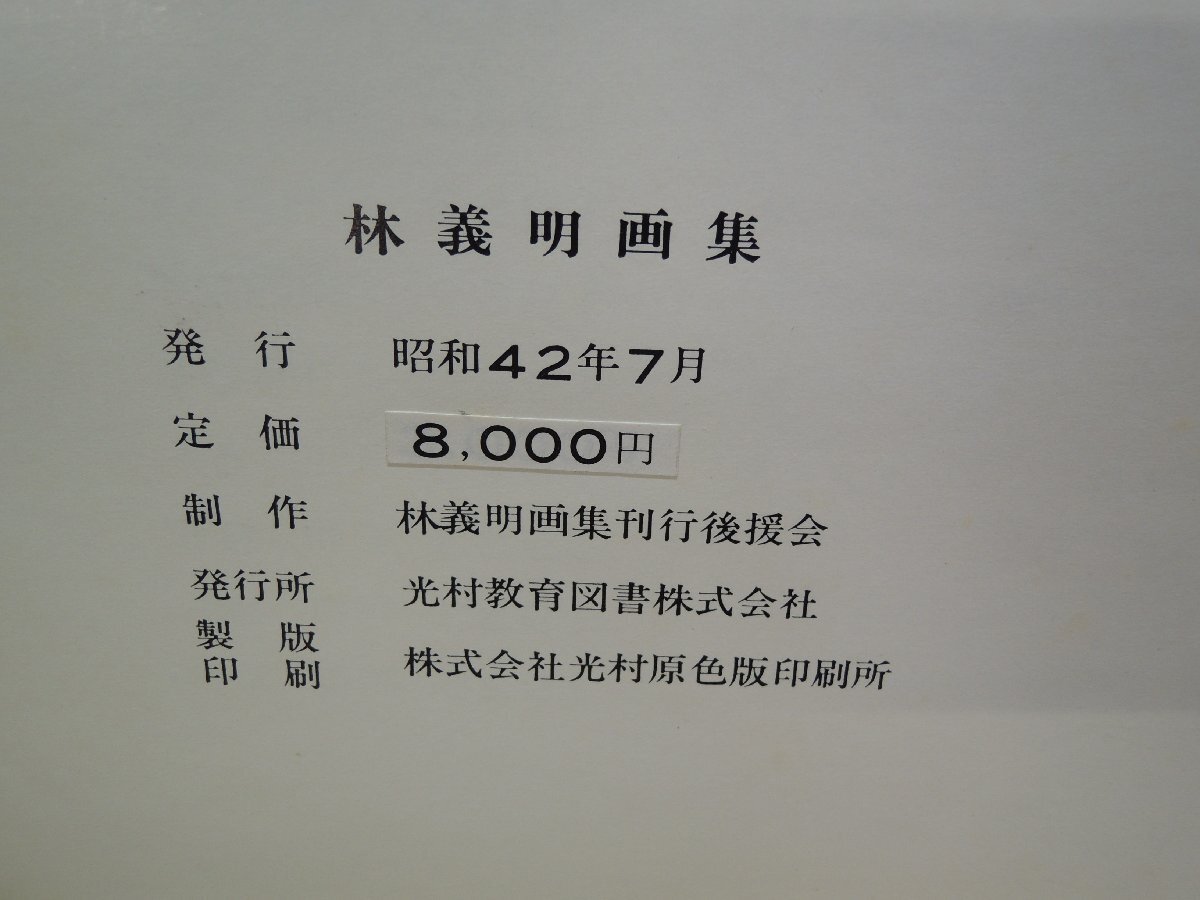 林義明画集
発行 昭和42年7月
定価 8,000円
制作 林義明画集刊行後援会
発行所 光村教育図書株式会社
製版
印刷 株式会社光村原色版印刷所